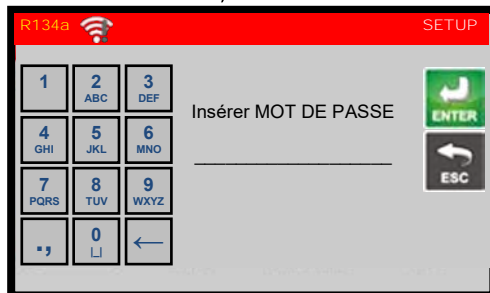 R134a SETUP
1 2 3
ABC DEF
Insérer MOT DE PASSE
ENTER
4 5 6
GHI JKL MNO
ESC
7 8 9
PQRS TUV WXYZ
., 0